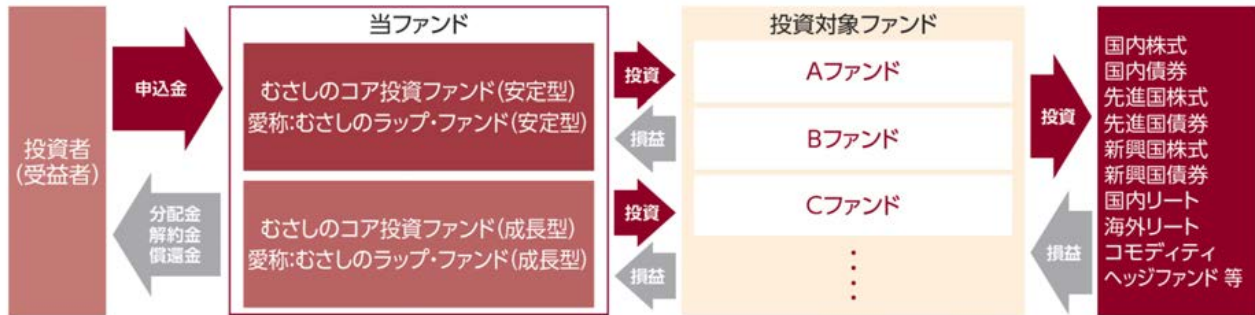 投資者
(受益者)
申込金
分配金
解約金
償還金
当ファンド
むさしのコア投資ファンド(安定型)
愛称:むさしのラップ・ファンド(安定型)
むさしのコア投資ファンド(成長型)
愛称:むさしのラップ・ファンド(成長型)
投資
損益
投資
損益
投資対象ファンド
Aファンド
Bファンド
Cファンド
投資
損益
国内株式
国内債券
先進国株式
先進国債券
新興国株式
新興国債券
国内リート
海外リート
コモディティ
ヘッジファンド 等